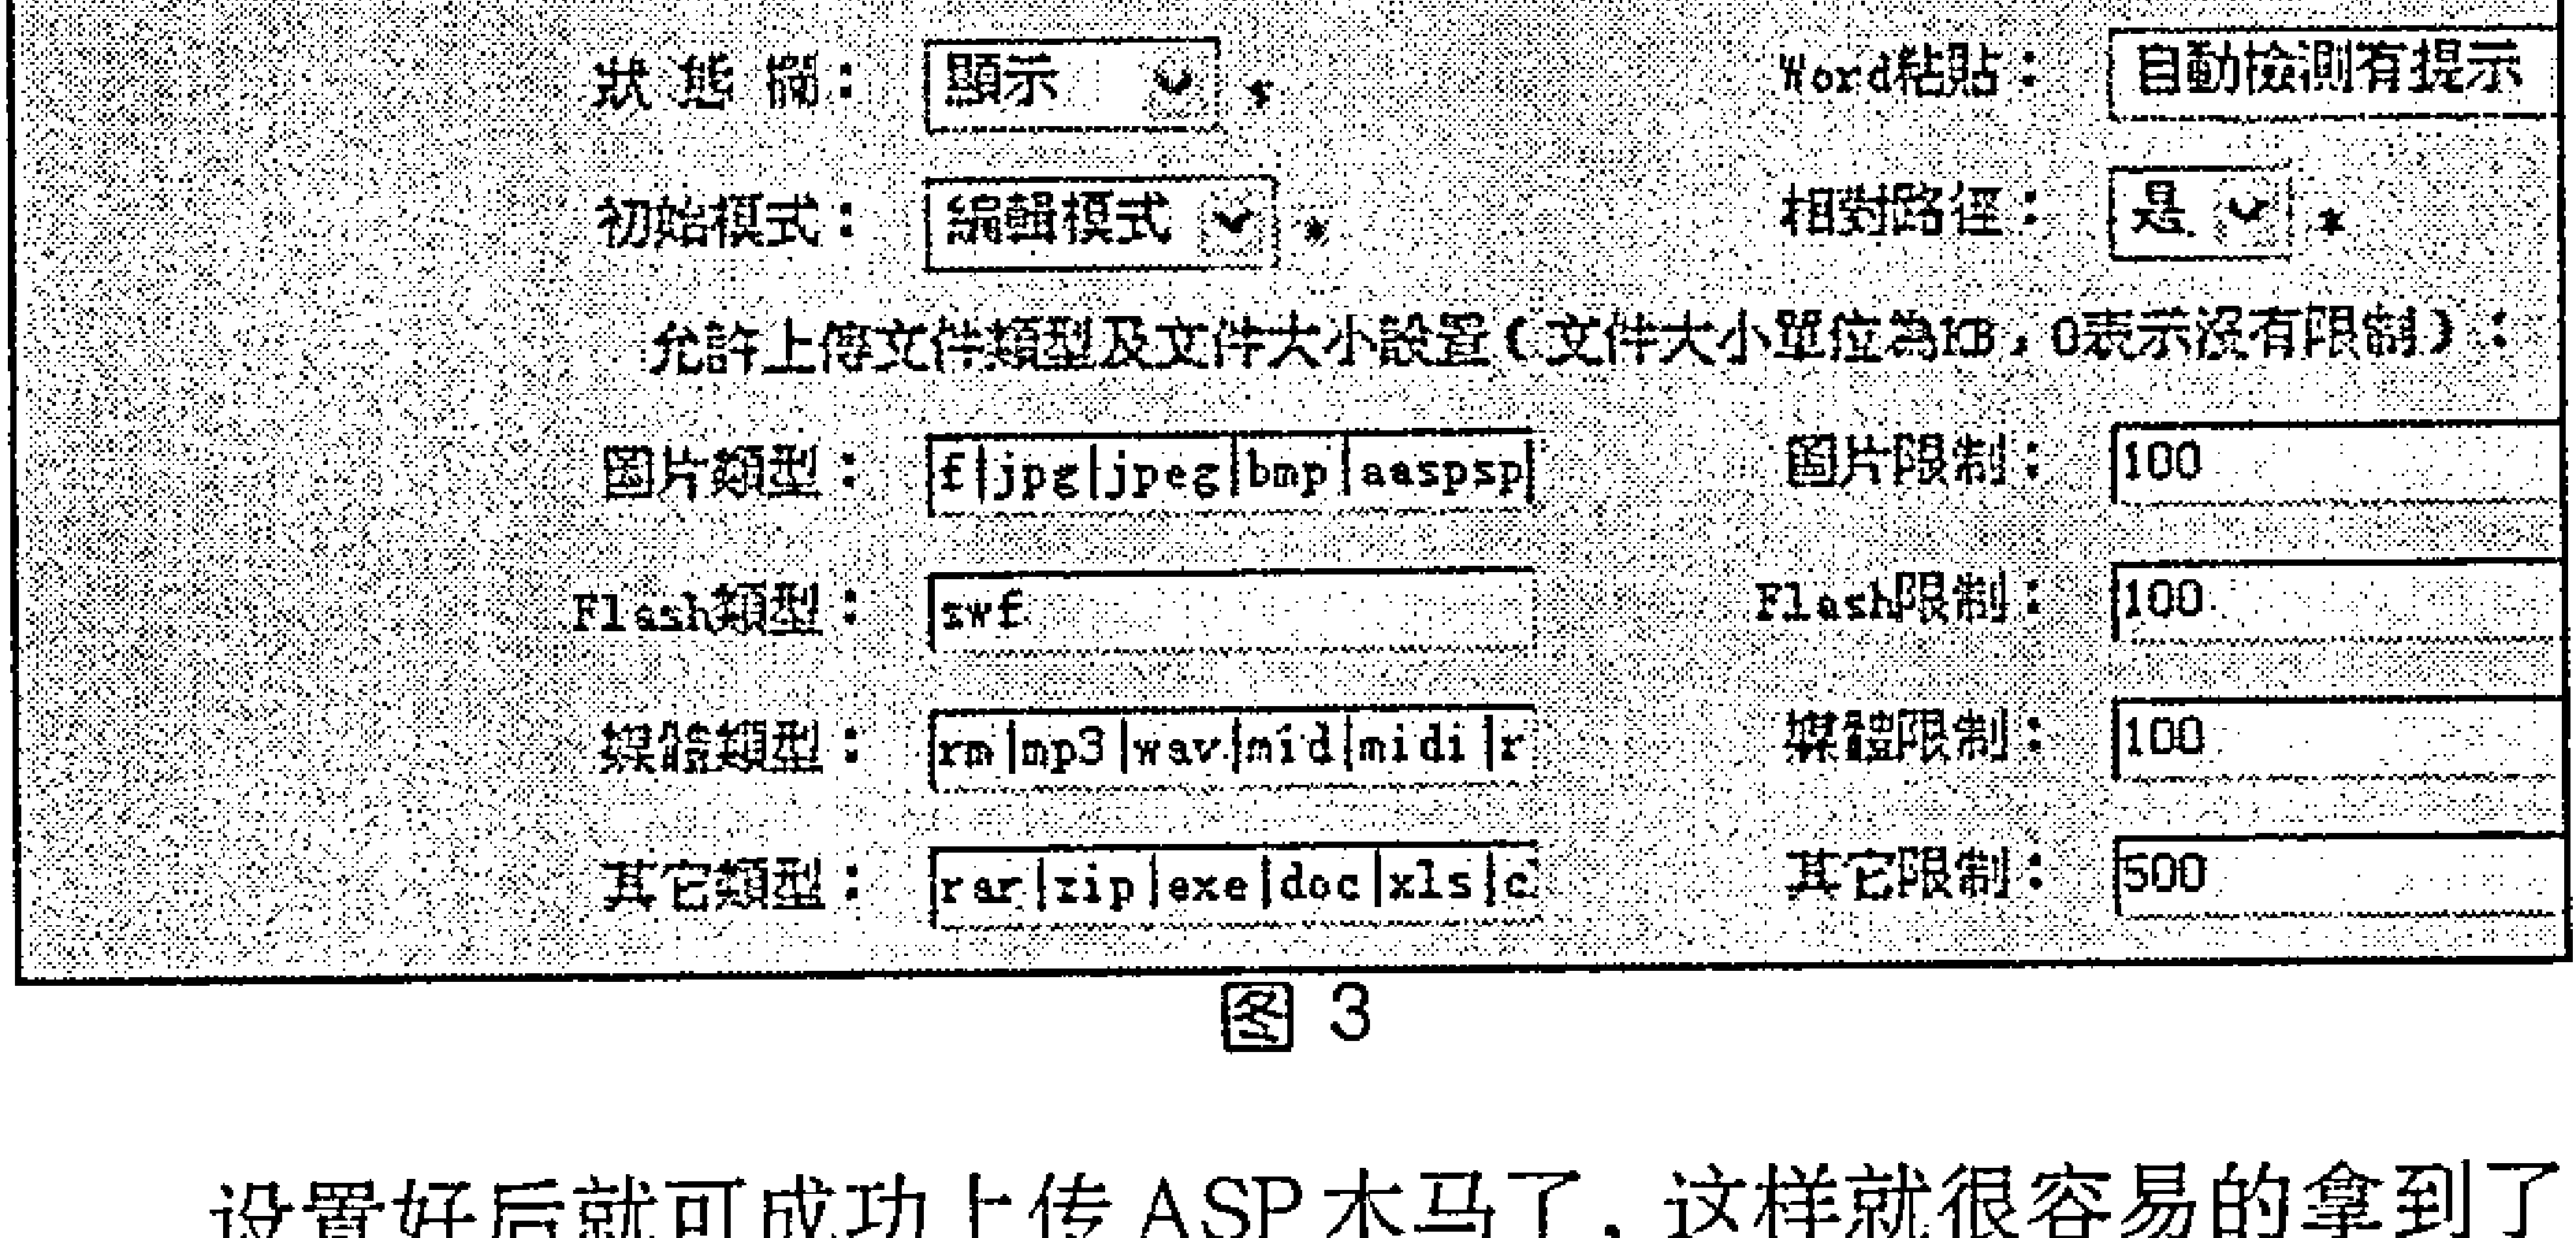 狀態欄： 顯示 * Word粘貼： 自動檢測有提示
初始模式： 編輯模式 * 相對路徑： 是 *
允許上傳文件類型及文件大小設置（文件大小單位為KB，0表示沒有限制）：
圖片類型： f|jpg|jpeg|bmp|aaspsp| 圖片限制： 100
Flash類型： swf Flash限制： 100
媒體類型： rm|mp3|wav|mid|midi|r 媒體限制： 100
其它類型： rar|zip|exe|doc|xls|c 其它限制： 500
图 3
设置好后就可成功上传 ASP 木马了，这样就很容易的拿到了